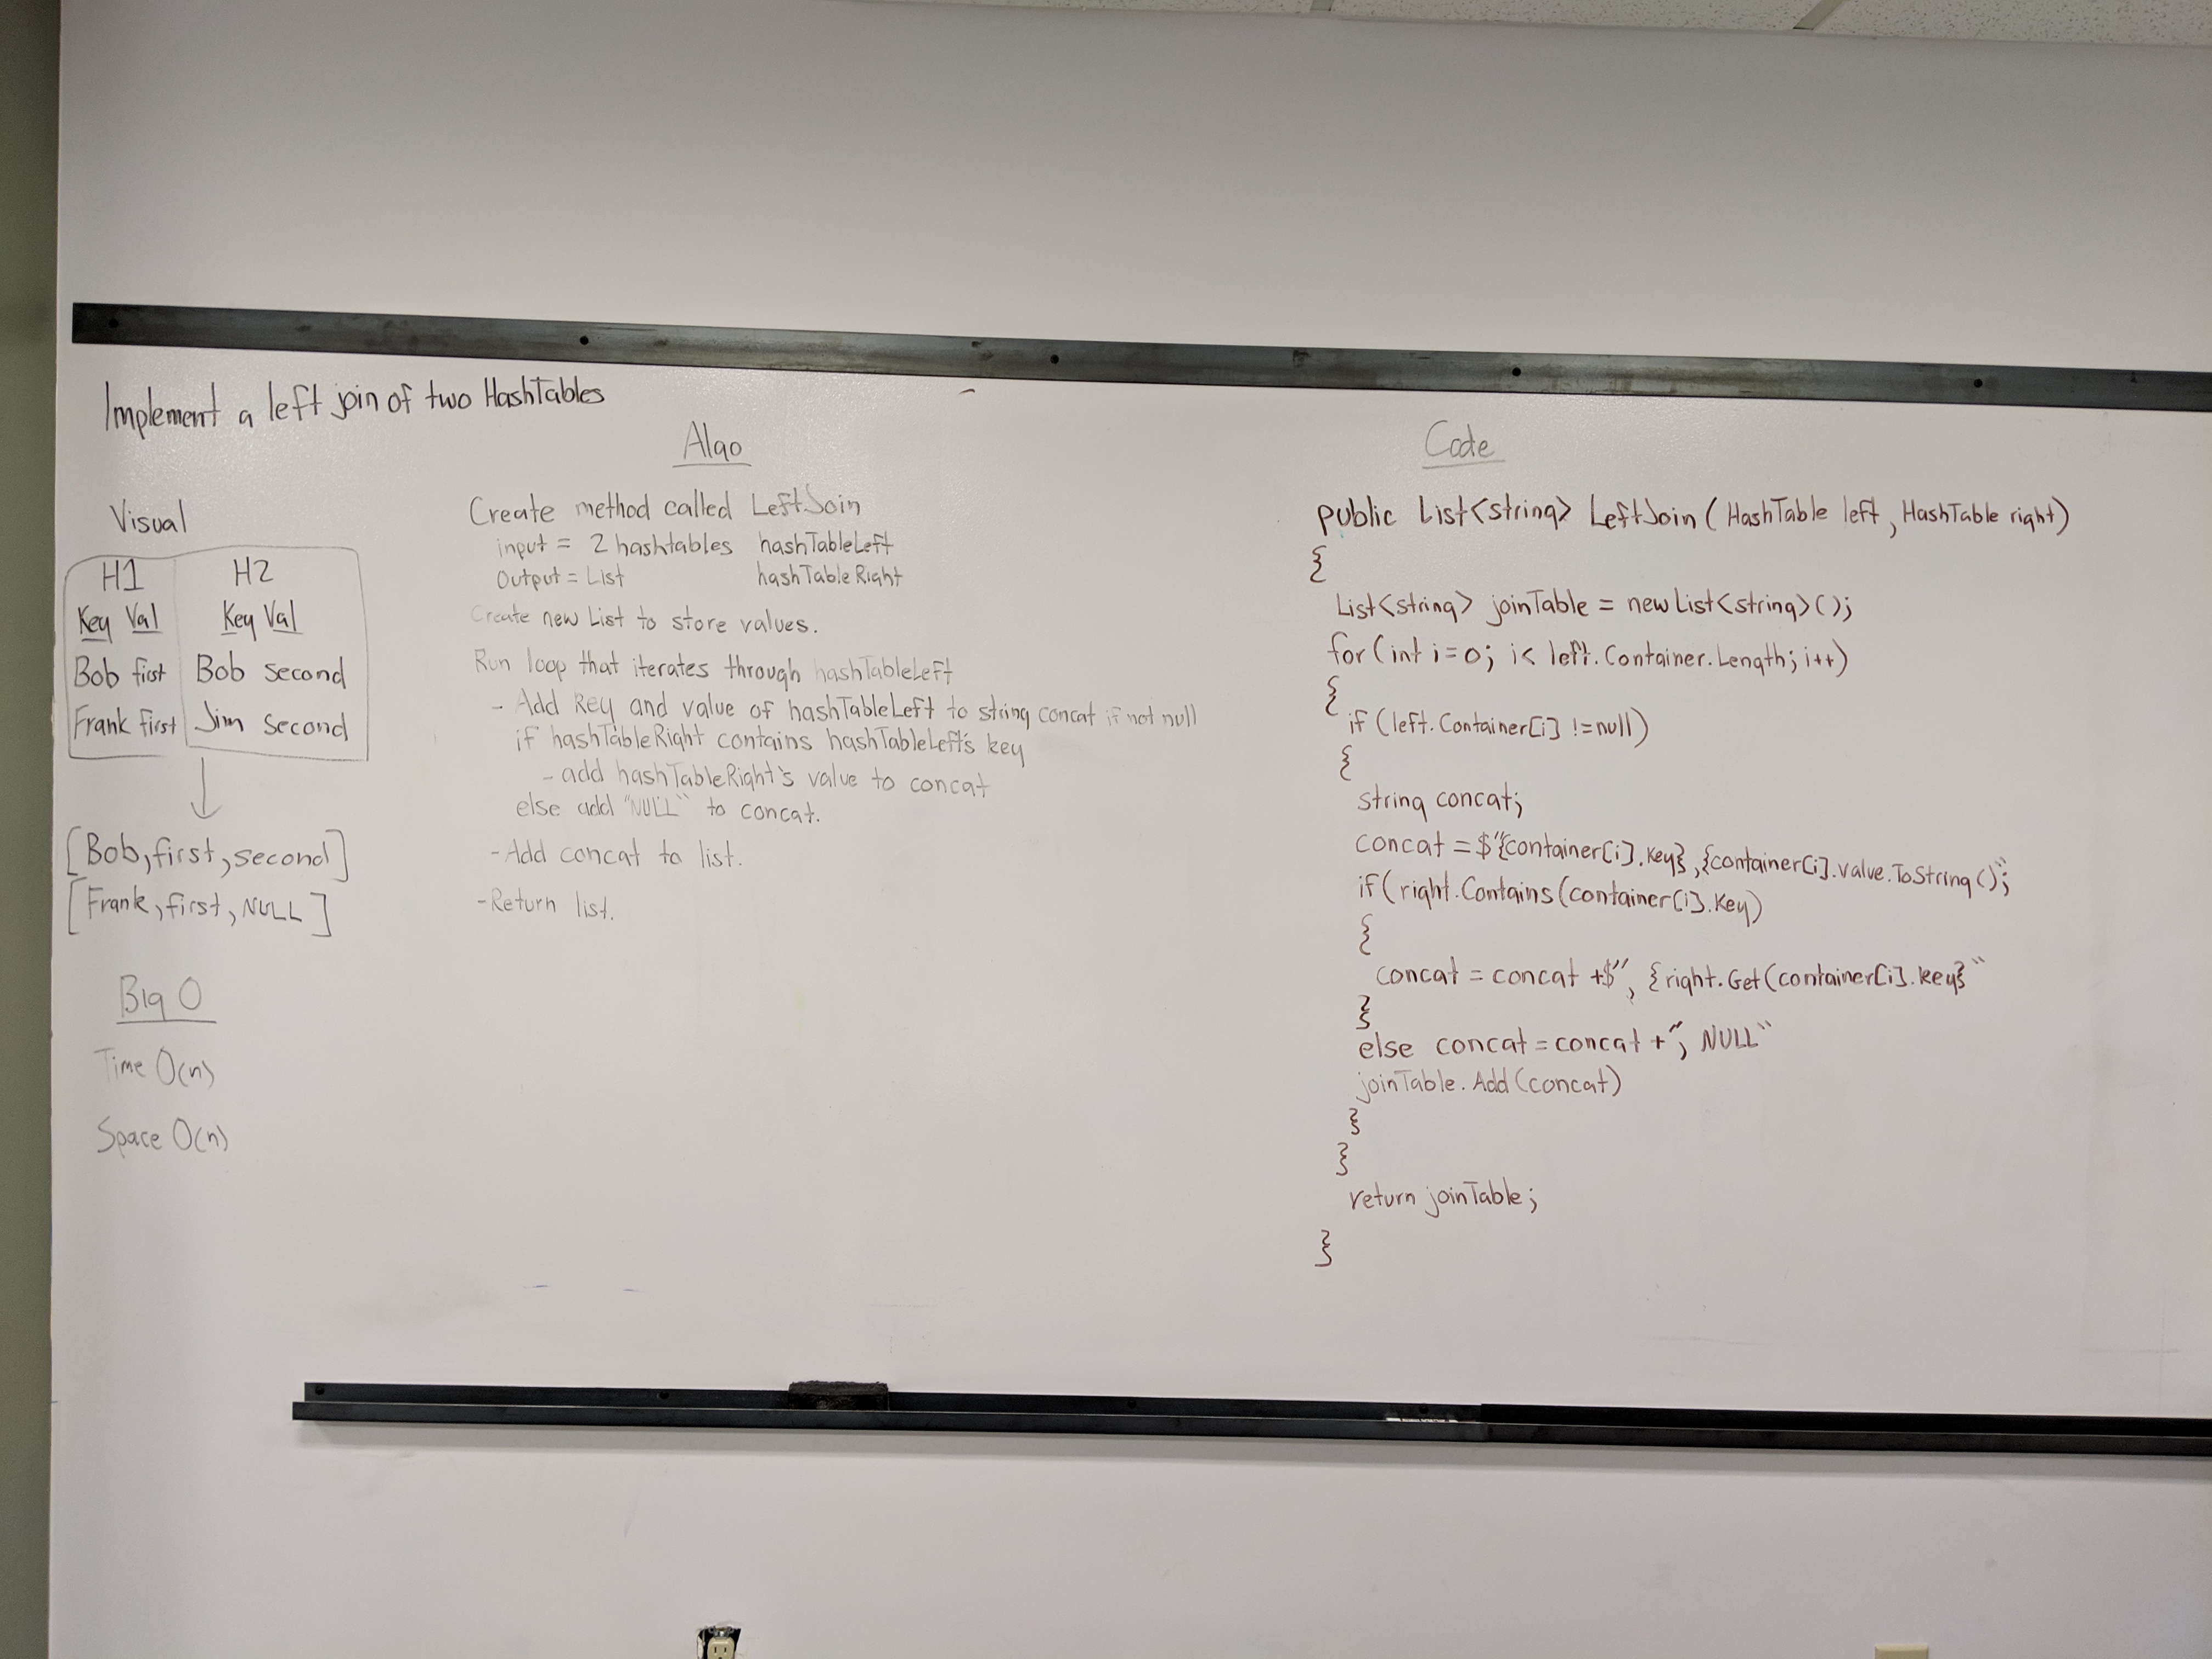 Implement a left join of two HashTables
Visual
H1 H2
Key Val Key Val
Bob first Bob second
Frank first Jim second
[Bob, first, second]
[Frank, first, NULL]
Big O
Time O(n)
Space O(n)
Algo
Create method called LeftJoin
input = 2 hashtables hashTableLeft
Output = List hashTableRight
Create new List to store values.
Run loop that iterates through hashTableLeft
- Add key and value of hashTableLeft to string concat if not null
if hashTableRight contains hashTableLeft's key
- add hashTableRight's value to concat
else add "NULL" to concat.
- Add concat to list.
- Return list.
Code
public List<string> LeftJoin (HashTable left, HashTable right)
{
List<string> joinTable = new List<string>();
for (int i=0; i< left.Container.Length; i++)
{
if (left.Container[i] !=null)
{
string concat;
concat = $"{container[i].Key}, {container[i].value.ToString()";
if (right.Contains(container[i].Key)
{
concat = concat +$", {right.Get(container[i].key}"
}
else concat = concat + ", NULL"
joinTable.Add(concat)
}
}
return joinTable;
}